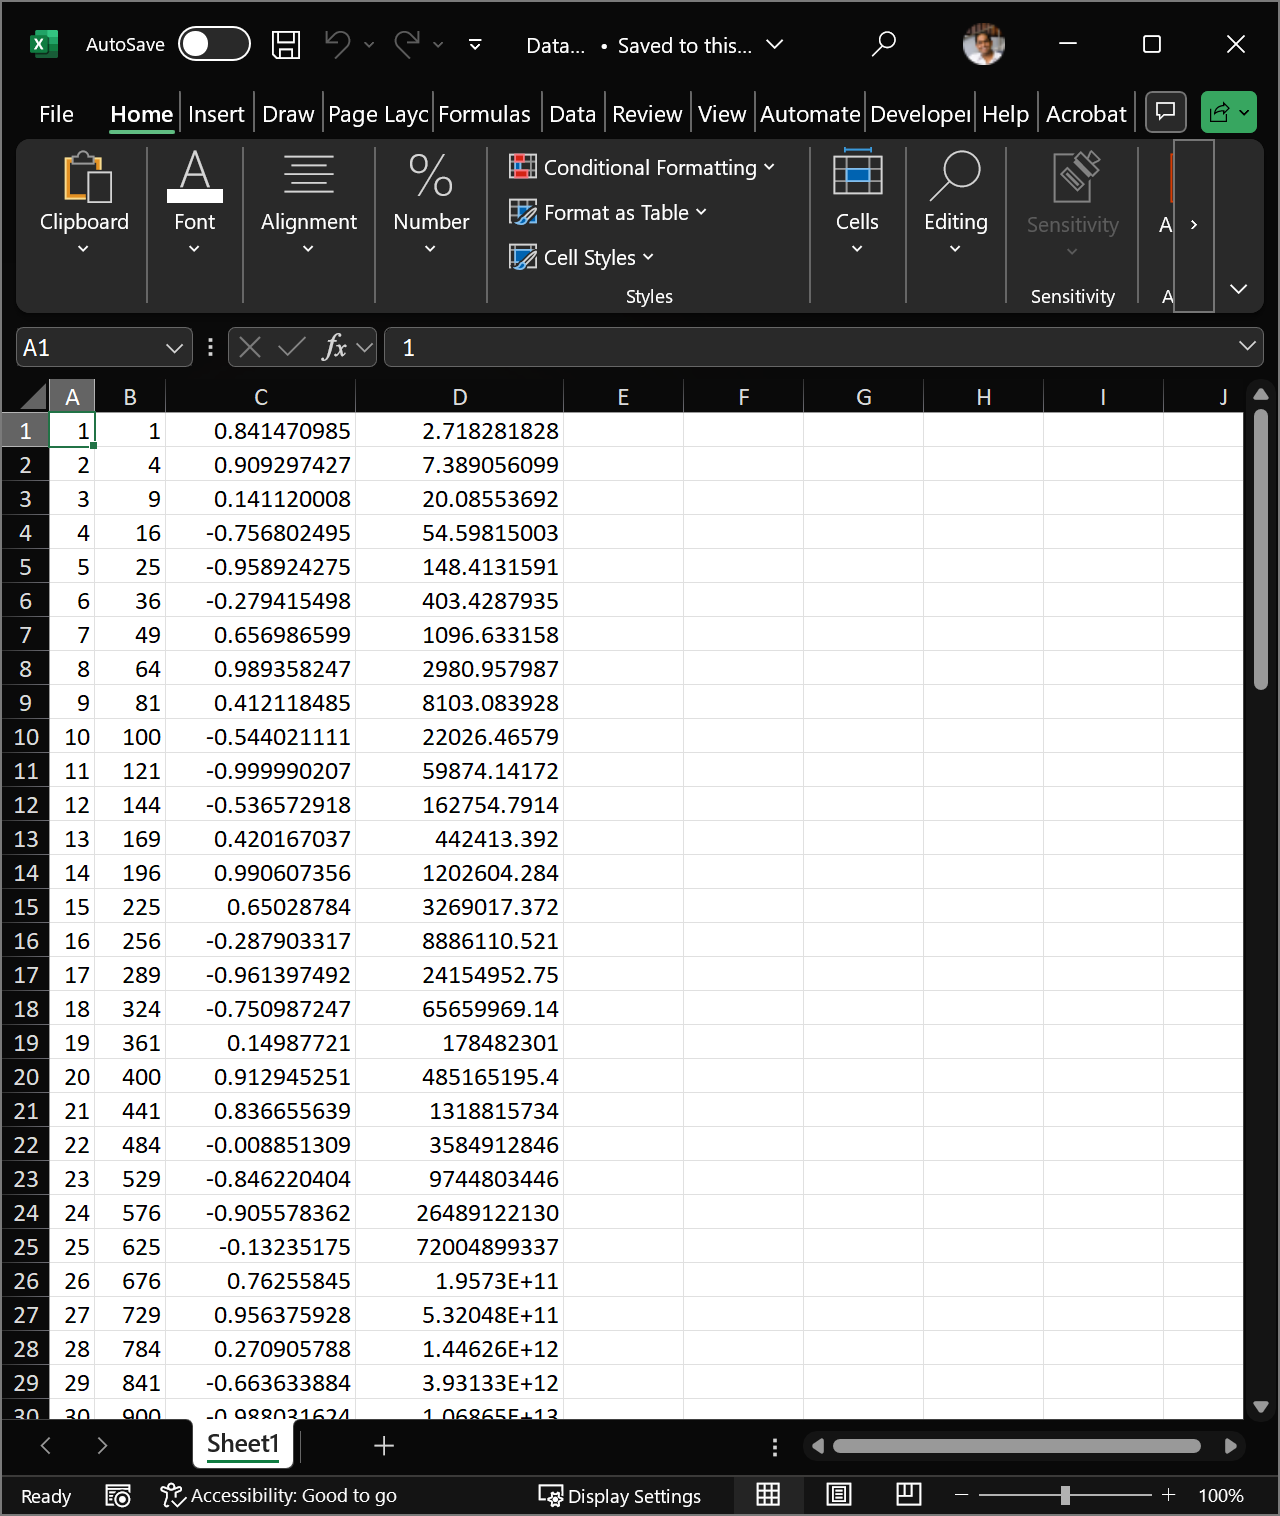 AutoSave Data... • Saved to this...
File Home Insert Draw Page Layc Formulas Data Review View Automate Developer Help Acrobat
Clipboard Font Alignment Number Conditional Formatting Cells Editing Sensitivity A
Format as Table
Cell Styles
Styles Sensitivity A
A1 fx 1
A B C D E F G H I J
1 1 1 0.841470985 2.718281828
2 2 4 0.909297427 7.389056099
3 3 9 0.141120008 20.08553692
4 4 16 -0.756802495 54.59815003
5 5 25 -0.958924275 148.4131591
6 6 36 -0.279415498 403.4287935
7 7 49 0.656986599 1096.633158
8 8 64 0.989358247 2980.957987
9 9 81 0.412118485 8103.083928
10 10 100 -0.544021111 22026.46579
11 11 121 -0.999990207 59874.14172
12 12 144 -0.536572918 162754.7914
13 13 169 0.420167037 442413.392
14 14 196 0.990607356 1202604.284
15 15 225 0.65028784 3269017.372
16 16 256 -0.287903317 8886110.521
17 17 289 -0.961397492 24154952.75
18 18 324 -0.750987247 65659969.14
19 19 361 0.14987721 178482301
20 20 400 0.912945251 485165195.4
21 21 441 0.836655639 1318815734
22 22 484 -0.008851309 3584912846
23 23 529 -0.846220404 9744803446
24 24 576 -0.905578362 26489122130
25 25 625 -0.13235175 72004899337
26 26 676 0.76255845 1.9573E+11
27 27 729 0.956375928 5.32048E+11
28 28 784 0.270905788 1.44626E+12
29 29 841 -0.663633884 3.93133E+12
30 30 900 -0.988031624 1.06865E+13
Sheet1
Ready Accessibility: Good to go Display Settings 100%